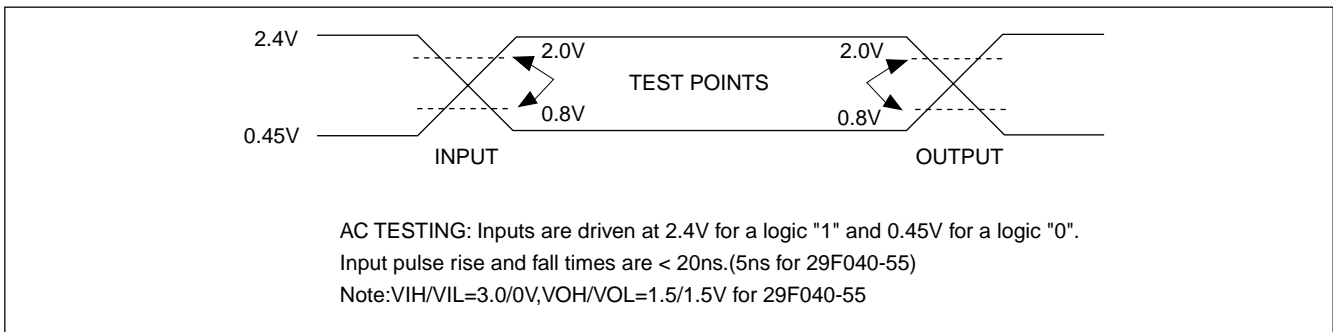 2.4V
2.0V
2.0V
TEST POINTS
0.8V
0.8V
0.45V
INPUT
OUTPUT
AC TESTING: Inputs are driven at 2.4V for a logic "1" and 0.45V for a logic "0".
Input pulse rise and fall times are < 20ns.(5ns for 29F040-55)
Note:VIH/VIL=3.0/0V,VOH/VOL=1.5/1.5V for 29F040-55